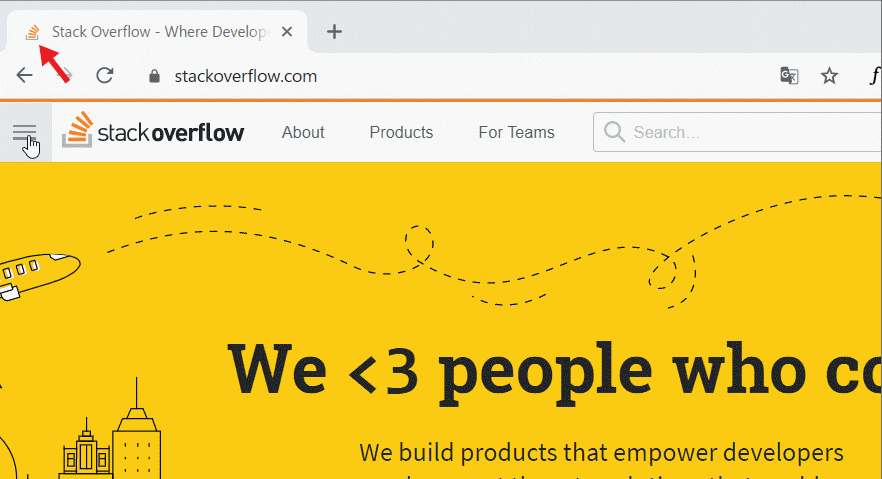 Stack Overflow - Where Develop
stackoverflow.com
stackoverflow About Products For Teams Search...
We <3 people who co
We build products that empower developers